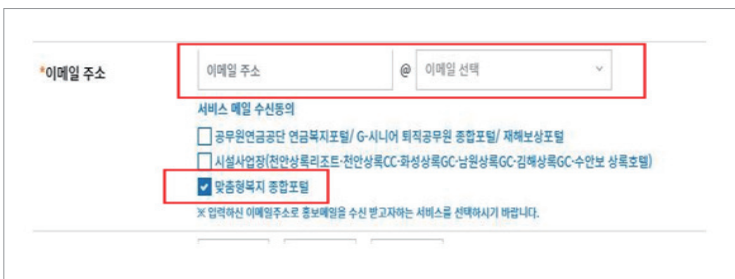 *이메일 주소
이메일 주소 @ 이메일 선택
서비스 메일 수신동의
공무원연금공단 연금복지포털/ G-시니어 퇴직공무원 종합포털/ 재해보상포털
시설사업장(천안상록리조트·천안상록CC·화성상록GC·남원상록GC·김해상록GC·수안보 상록호텔)
맞춤형복지 종합포털
※ 입력하신 이메일주소로 홍보메일을 수신 받고자하는 서비스를 선택하시기 바랍니다.